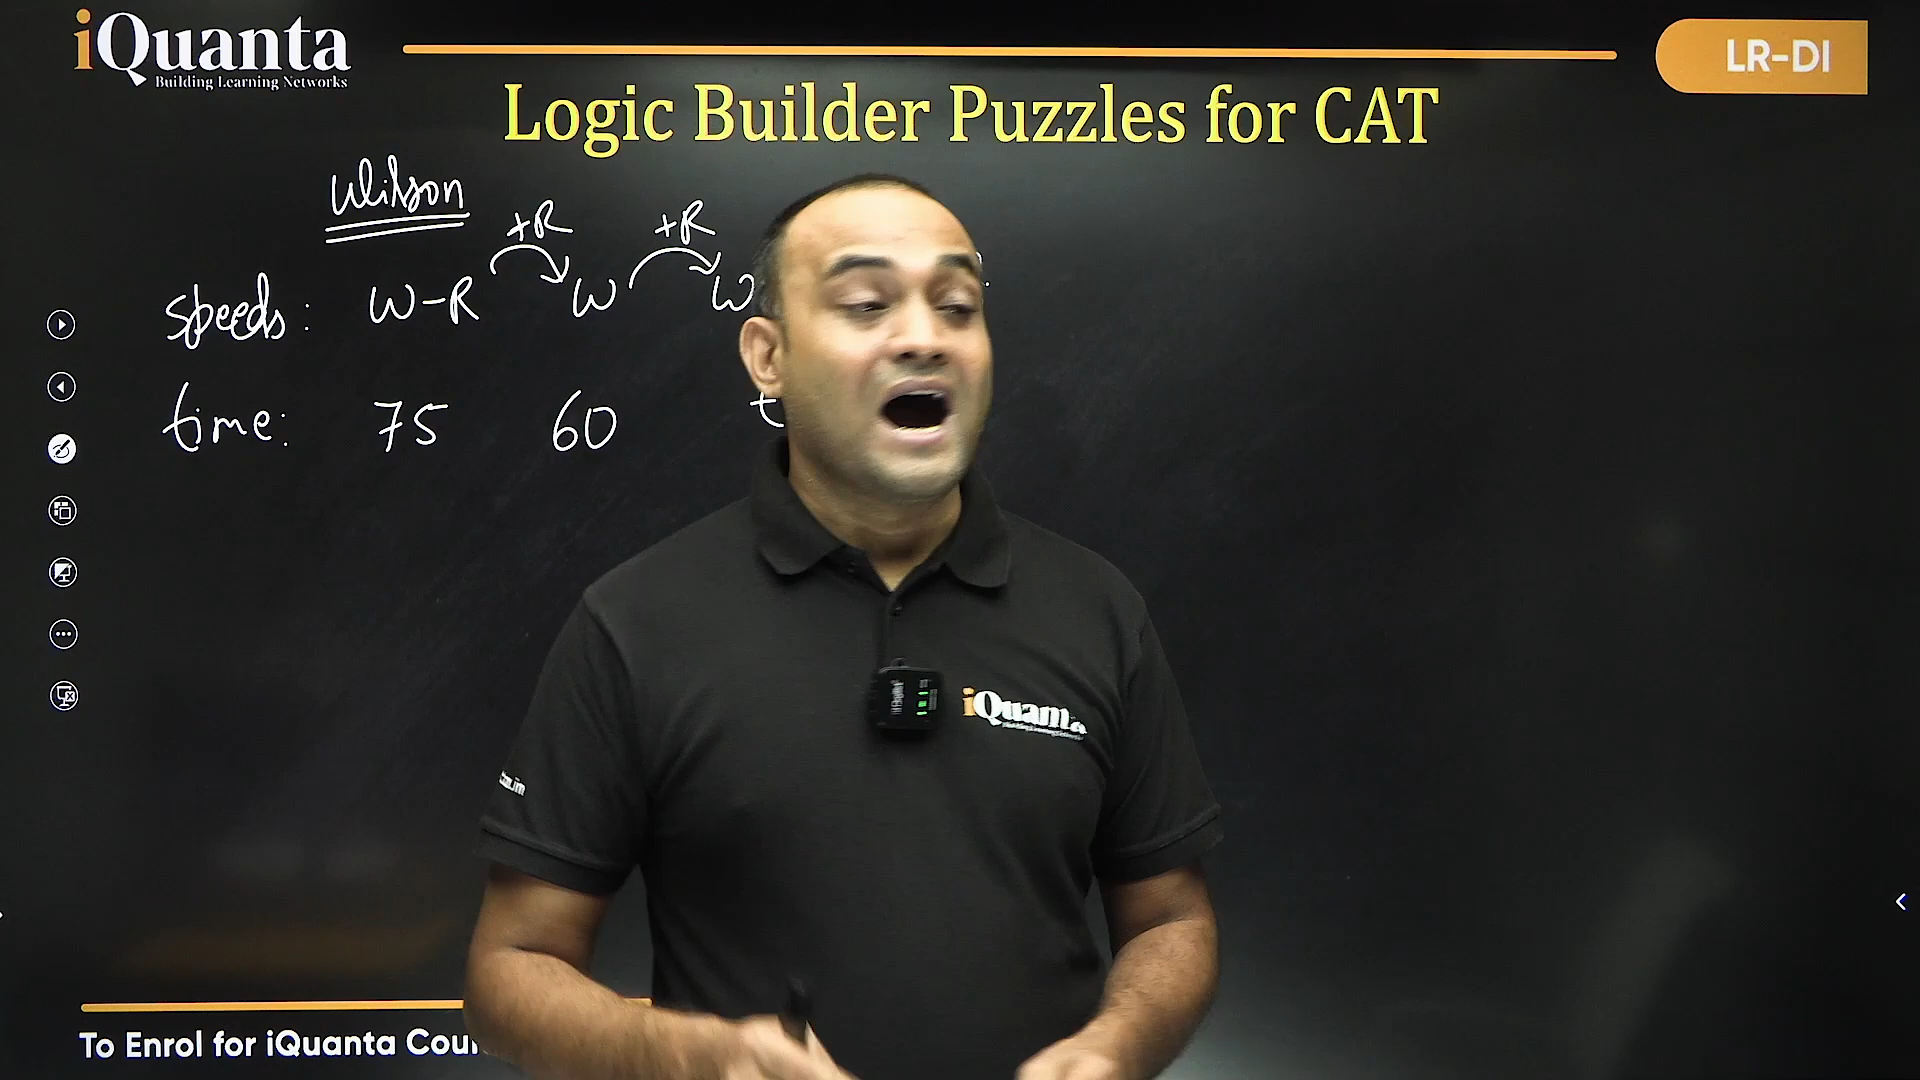 iQuanta
Building Learning Networks
LR-DI
Logic Builder Puzzles for CAT
Wilson
+R +R
speeds: W-R W W
time: 75 60 t
iQuanta
To Enrol for iQuanta Cour